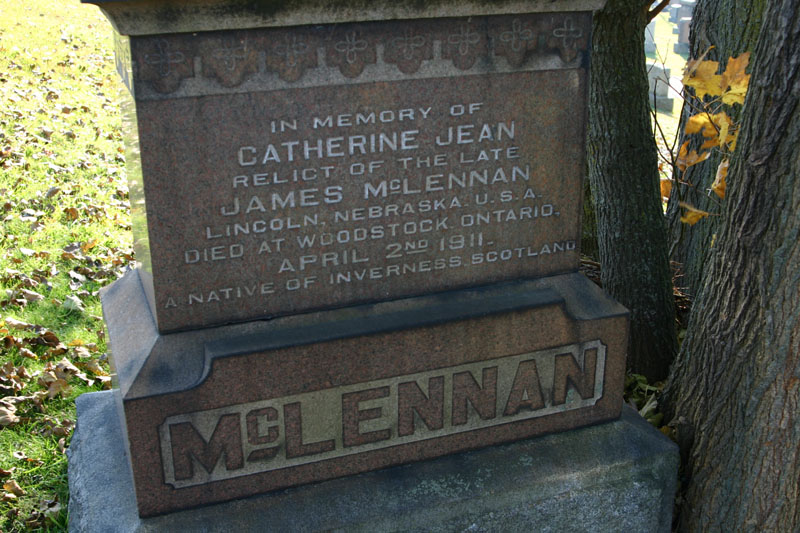 IN MEMORY OF
CATHERINE JEAN
RELICT OF THE LATE
JAMES McLENNAN
LINCOLN, NEBRASKA, U.S.A.
DIED AT WOODSTOCK, ONTARIO.
APRIL 2ND 1911.
A NATIVE OF INVERNESS, SCOTLAND
McLENNAN